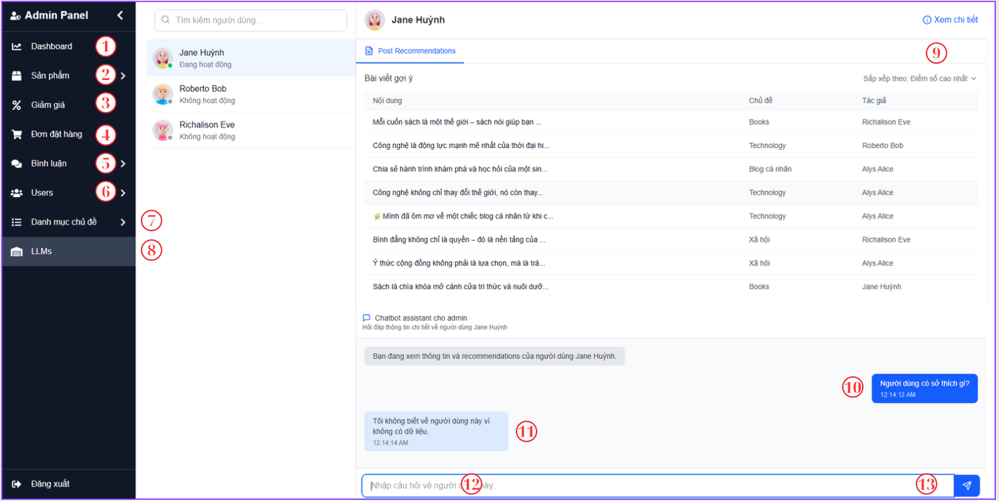 Admin Panel
Dashboard 1
Sản phẩm 2
Giảm giá 3
Đơn đặt hàng 4
Bình luận 5
Users 6
Danh mục chủ đề 7
LLMs 8
Đăng xuất
Tìm kiếm người dùng...
Jane Huỳnh
Đang hoạt động
Roberto Bob
Không hoạt động
Richalison Eve
Không hoạt động
Jane Huỳnh
Xem chi tiết
Post Recommendations
9
Bài viết gợi ý
Sắp xếp theo: Điểm số cao nhất
Nội dung Chủ đề Tác giả
Mỗi cuốn sách là một thế giới – sách nói giúp bạn ... Books Richalison Eve
Công nghệ là động lực mạnh mẽ nhất của thời đại hi... Technology Roberto Bob
Chia sẻ hành trình khám phá và học hỏi của một sin... Blog cá nhân Alys Alice
Công nghệ không chỉ thay đổi thế giới, nó còn thay... Technology Alys Alice
🌿 Mình đã ôm mơ về một chiếc blog cá nhân từ khi c... Technology Alys Alice
Bình đẳng không chỉ là quyền – đó là nền tảng của ... Xã hội Richalison Eve
Ý thức cộng đồng không phải là lựa chọn, mà là trá... Xã hội Alys Alice
Sách là chìa khóa mở cánh cửa tri thức và nuôi dưỡ... Books Jane Huỳnh
Chatbot assistant cho admin
Hỏi đáp thông tin chi tiết về người dùng Jane Huỳnh
Bạn đang xem thông tin và recommendations của người dùng Jane Huỳnh.
10
Người dùng có sở thích gì?
12:14:12 AM
Tôi không biết về người dùng này vì
không có dữ liệu.
12:14:14 AM
11
Nhập câu hỏi về người 12 này...
13